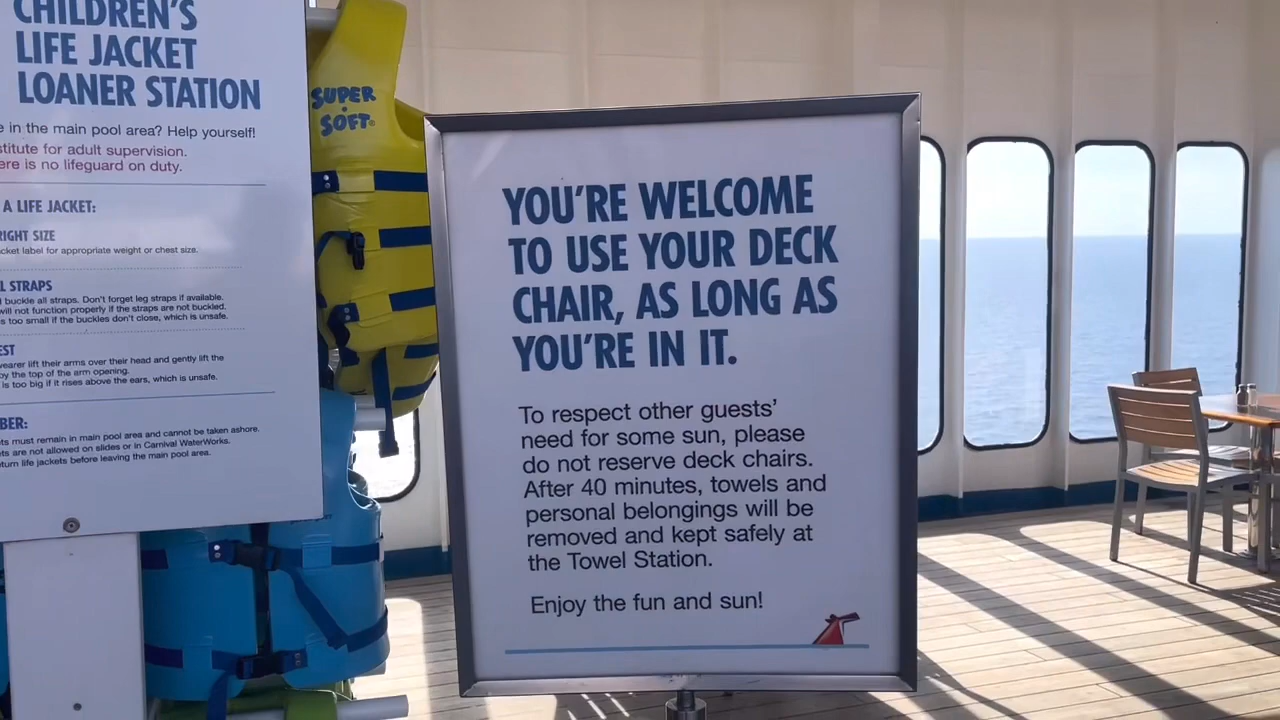 CHILDREN'S
LIFE JACKET
LOANER STATION
e in the main pool area? Help yourself!
stitute for adult supervision.
ere is no lifeguard on duty.
A LIFE JACKET:
RIGHT SIZE
cket label for appropriate weight or chest size.
L STRAPS
buckle all straps. Don't forget leg straps if available.
will not function properly if the straps are not buckled.
s too small if the buckles don't close, which is unsafe.
EST
wearer lift their arms over their head and gently lift the
by the top of the arm opening.
is too big if it rises above the ears, which is unsafe.
BER:
ts must remain in main pool area and cannot be taken ashore.
ts are not allowed on slides or in Carnival WaterWorks.
turn life jackets before leaving the main pool area.
SUPER
SOFT
YOU'RE WELCOME
TO USE YOUR DECK
CHAIR, AS LONG AS
YOU'RE IN IT.
To respect other guests'
need for some sun, please
do not reserve deck chairs.
After 40 minutes, towels and
personal belongings will be
removed and kept safely at
the Towel Station.
Enjoy the fun and sun!